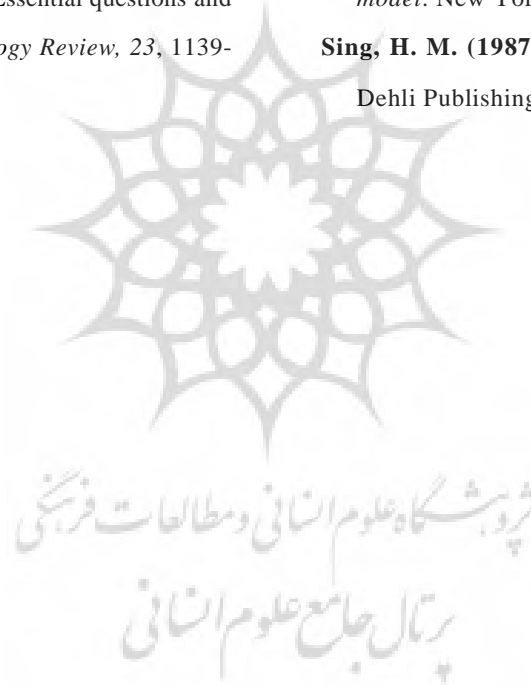 Essential questions and
ogy Review, 23, 1139-
model. New Yor
Sing, H. M. (1987
Dehli Publishing
پژوهشگاه علوم انسانی و مطالعات فرهنگی
پرتال جامع علوم انسانی